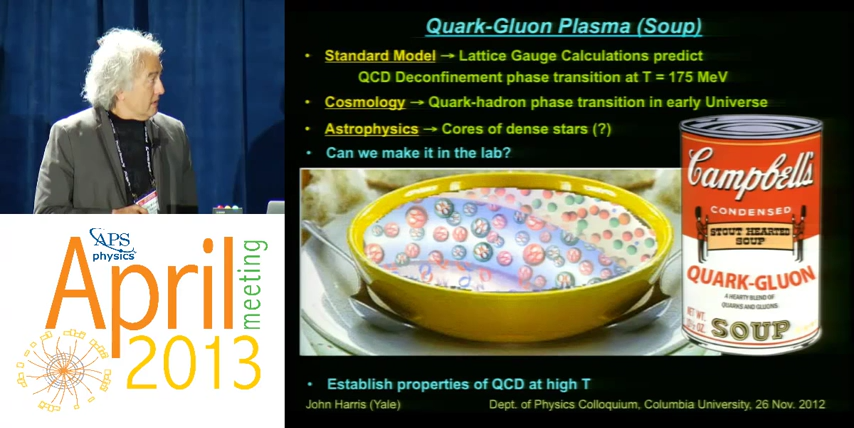 Quark-Gluon Plasma (Soup)
• Standard Model → Lattice Gauge Calculations predict
QCD Deconfinement phase transition at T = 175 MeV
• Cosmology → Quark-hadron phase transition in early Universe
• Astrophysics → Cores of dense stars (?)
• Can we make it in the lab?
Campbell's
CONDENSED
STOUT HEARTED
SOUP
QUARK-GLUON
A HEARTY BLEND OF
QUARKS AND GLUONS.
NET WT.
SOUP
• Establish properties of QCD at high T
John Harris (Yale)
Dept. of Physics Colloquium, Columbia University, 26 Nov. 2012
APS
physics
April
meeting
2013